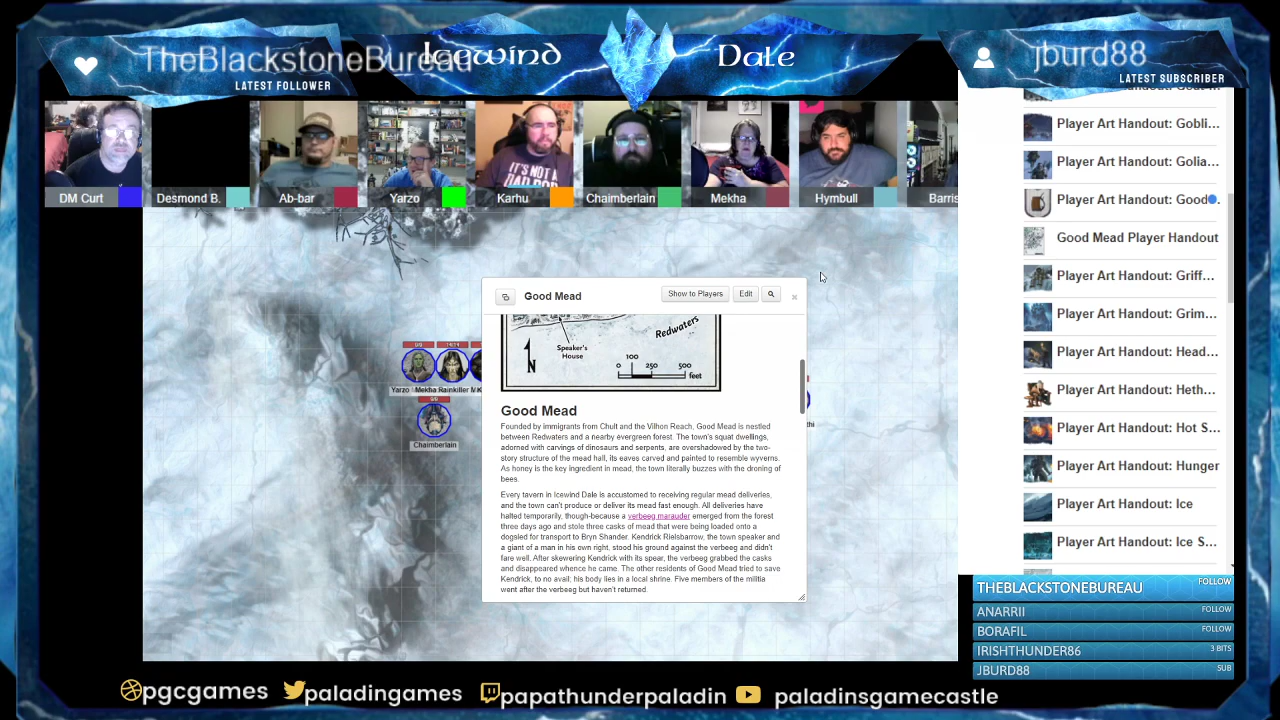 TheBlackstoneBureau
LATEST FOLLOWER
Icewind Dale
jburd88
LATEST SUBSCRIBER
DM Curt
Desmond B.
Ab-bar
Yarzo
Karhu
IT'S NOT A
Chaimberlain
Mekha
Hymbull
Barris
Player Art Handout: Gobli...
Player Art Handout: Golia...
Player Art Handout: Good
Good Mead Player Handout
Player Art Handout: Griff...
Player Art Handout: Grim...
Player Art Handout: Head...
Player Art Handout: Heth...
Player Art Handout: Hot S...
Player Art Handout: Hunger
Player Art Handout: Ice
Player Art Handout: Ice S...
Good Mead
Show to Players
Edit
Redwaters
Speaker's
House
N
0 100 250 500
feet
Good Mead
Founded by immigrants from Chult and the Vilhon Reach, Good Mead is nestled
between Redwaters and a nearby evergreen forest. The town's squat dwellings,
adorned with carvings of dinosaurs and serpents, are overshadowed by the two-
story structure of the mead hall, its eaves carved and painted to resemble wyverns.
As honey is the key ingredient in mead, the town literally buzzes with the droning of
bees.
Every tavern in Icewind Dale is accustomed to receiving regular mead deliveries,
and the town can't produce or deliver its mead fast enough. All deliveries have
halted temporarily, though-because a verbeeg marauder emerged from the forest
three days ago and stole three casks of mead that were being loaded onto a
dogsled for transport to Bryn Shander. Kendrick Rielsbarrow, the town speaker and
a giant of a man in his own right, stood his ground against the verbeeg and didn't
fare well. After skewering Kendrick with its spear, the verbeeg grabbed the casks
and disappeared whence he came. The other residents of Good Mead tried to save
Kendrick, to no avail; his body lies in a local shrine. Five members of the militia
went after the verbeeg but haven't returned.
Yarzo
Mekha Rainkiller
Chaimberlain
THEBLACKSTONEBUREAU FOLLOW
ANARRII FOLLOW
BORAFIL FOLLOW
IRISHTHUNDER86 3 BITS
JBURD88 SUB
pgcgames
paladingames
papathunderpaladin
paladinsgamecastle